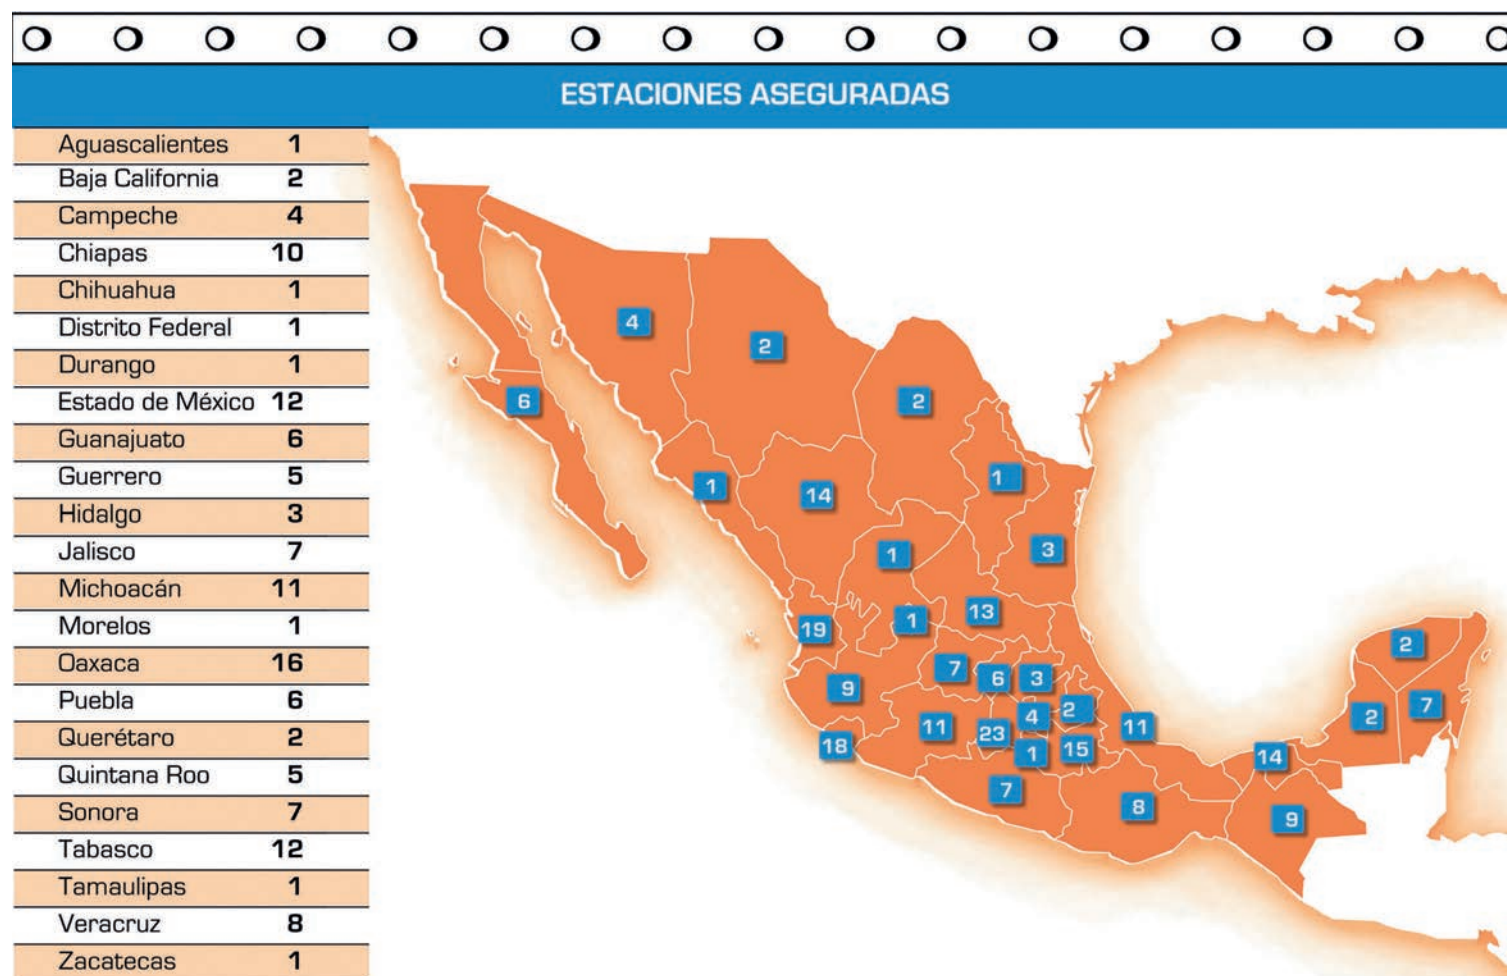 ESTACIONES ASEGURADAS
Aguascalientes 1
Baja California 2
Campeche 4
Chiapas 10
Chihuahua 1
Distrito Federal 1
Durango 1
Estado de México 12
Guanajuato 6
Guerrero 5
Hidalgo 3
Jalisco 7
Michoacán 11
Morelos 1
Oaxaca 16
Puebla 6
Querétaro 2
Quintana Roo 5
Sonora 7
Tabasco 12
Tamaulipas 1
Veracruz 8
Zacatecas 1
4
2
6
2
1
14
1
1
3
13
1
19
2
7
6
3
9
2
7
2
4
11
11
23
18
1
15
14
7
8
9